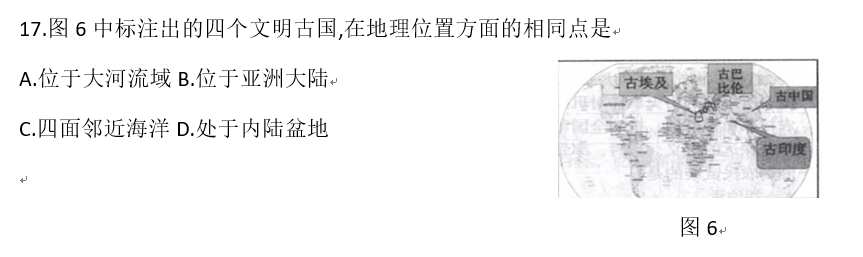 17.图 6 中标注出的四个文明古国,在地理位置方面的相同点是
A.位于大河流域 B.位于亚洲大陆
C.四面邻近海洋 D.处于内陆盆地
古埃及
古巴
比伦
古中国
古印度
图 6